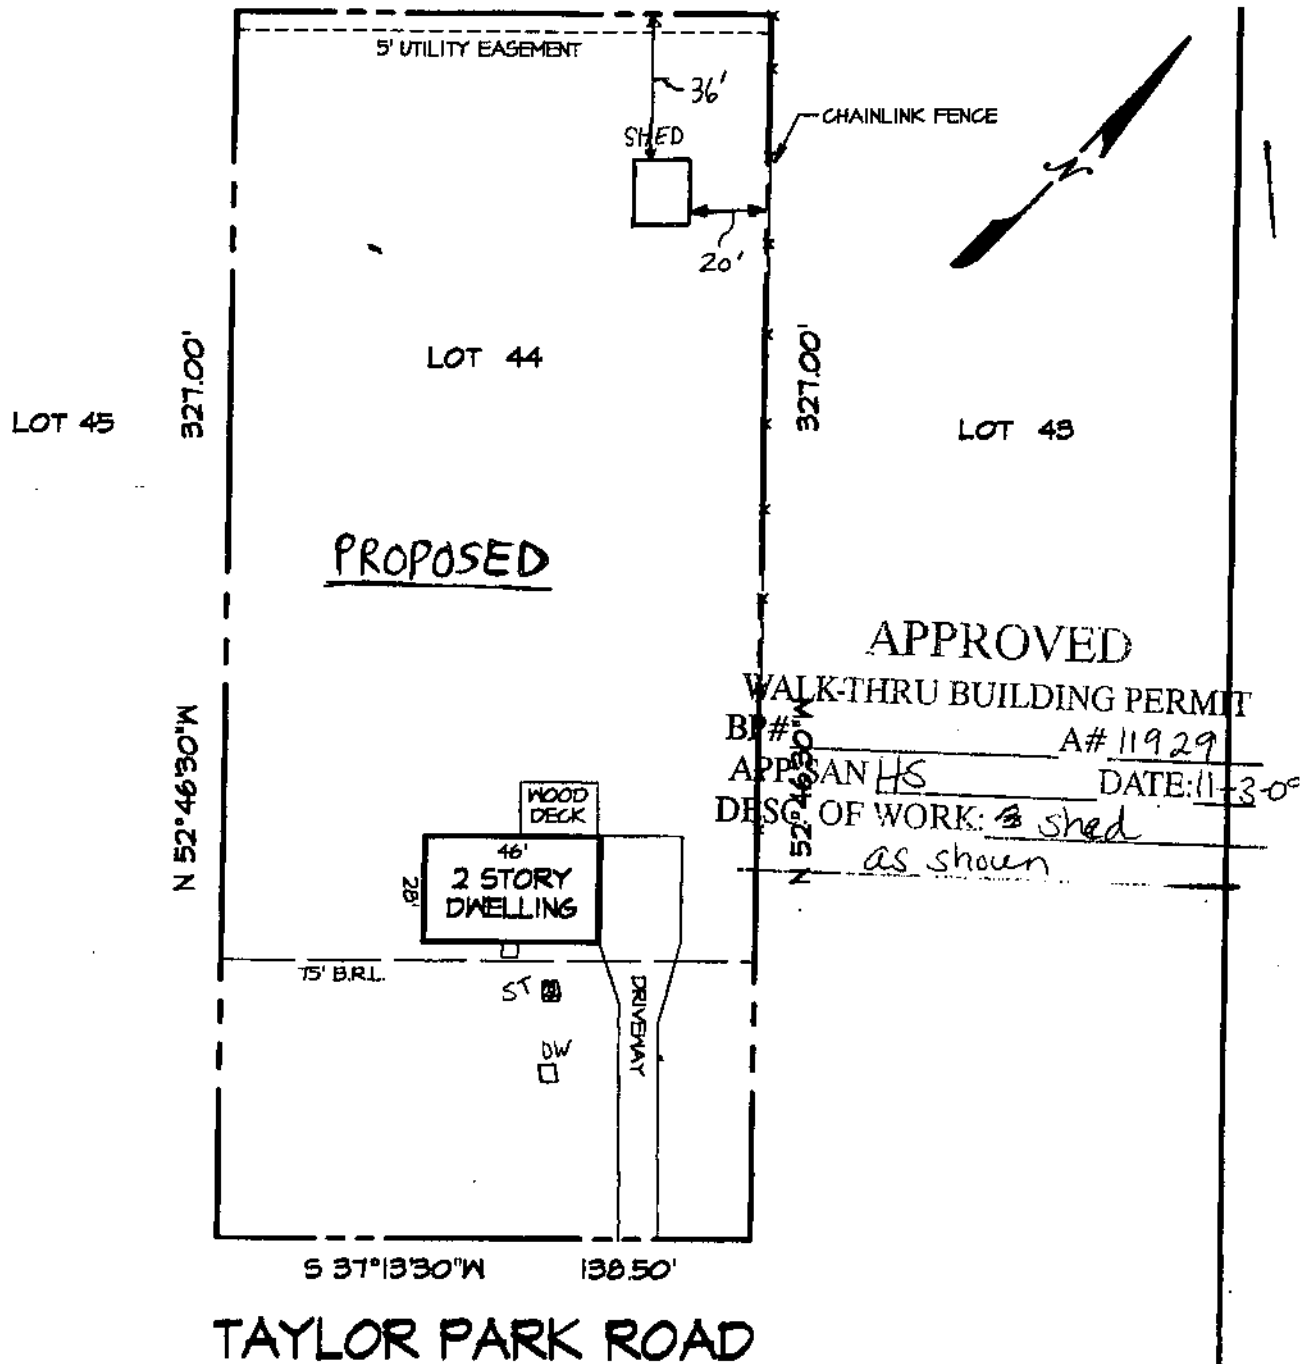 5' UTILITY EASEMENT
36'
SHED
CHAINLINK FENCE
N
20'
327.00'
LOT 44
327.00'
LOT 45
LOT 43
PROPOSED
APPROVED
WALK-THRU BUILDING PERMIT
BP# A# 11929
APP SAN HS DATE: 11-3-0
DESC. OF WORK: shed
as shown
N 52°46'30"W
N 52°46'30"W
WOOD
DECK
46'
28'
2 STORY
DWELLING
75' B.R.L.
ST
DRIVEWAY
DW
S 37°13'30"W 138.50'
TAYLOR PARK ROAD